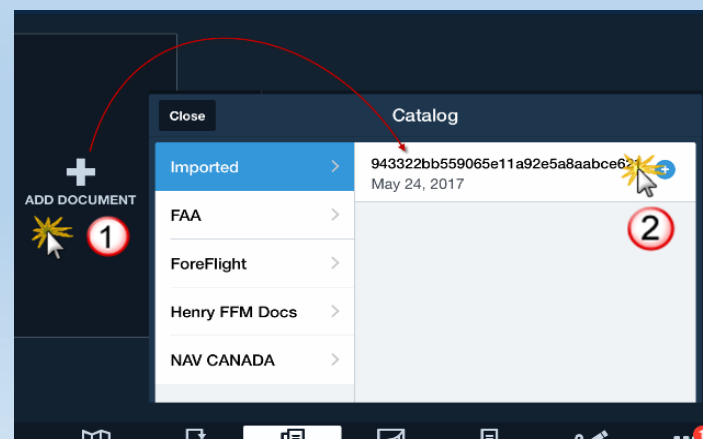 Close
Catalog
Imported
943322bb559065e11a92e5a8aabce62
May 24, 2017
ADD DOCUMENT
1
FAA
2
ForeFlight
Henry FFM Docs
NAV CANADA